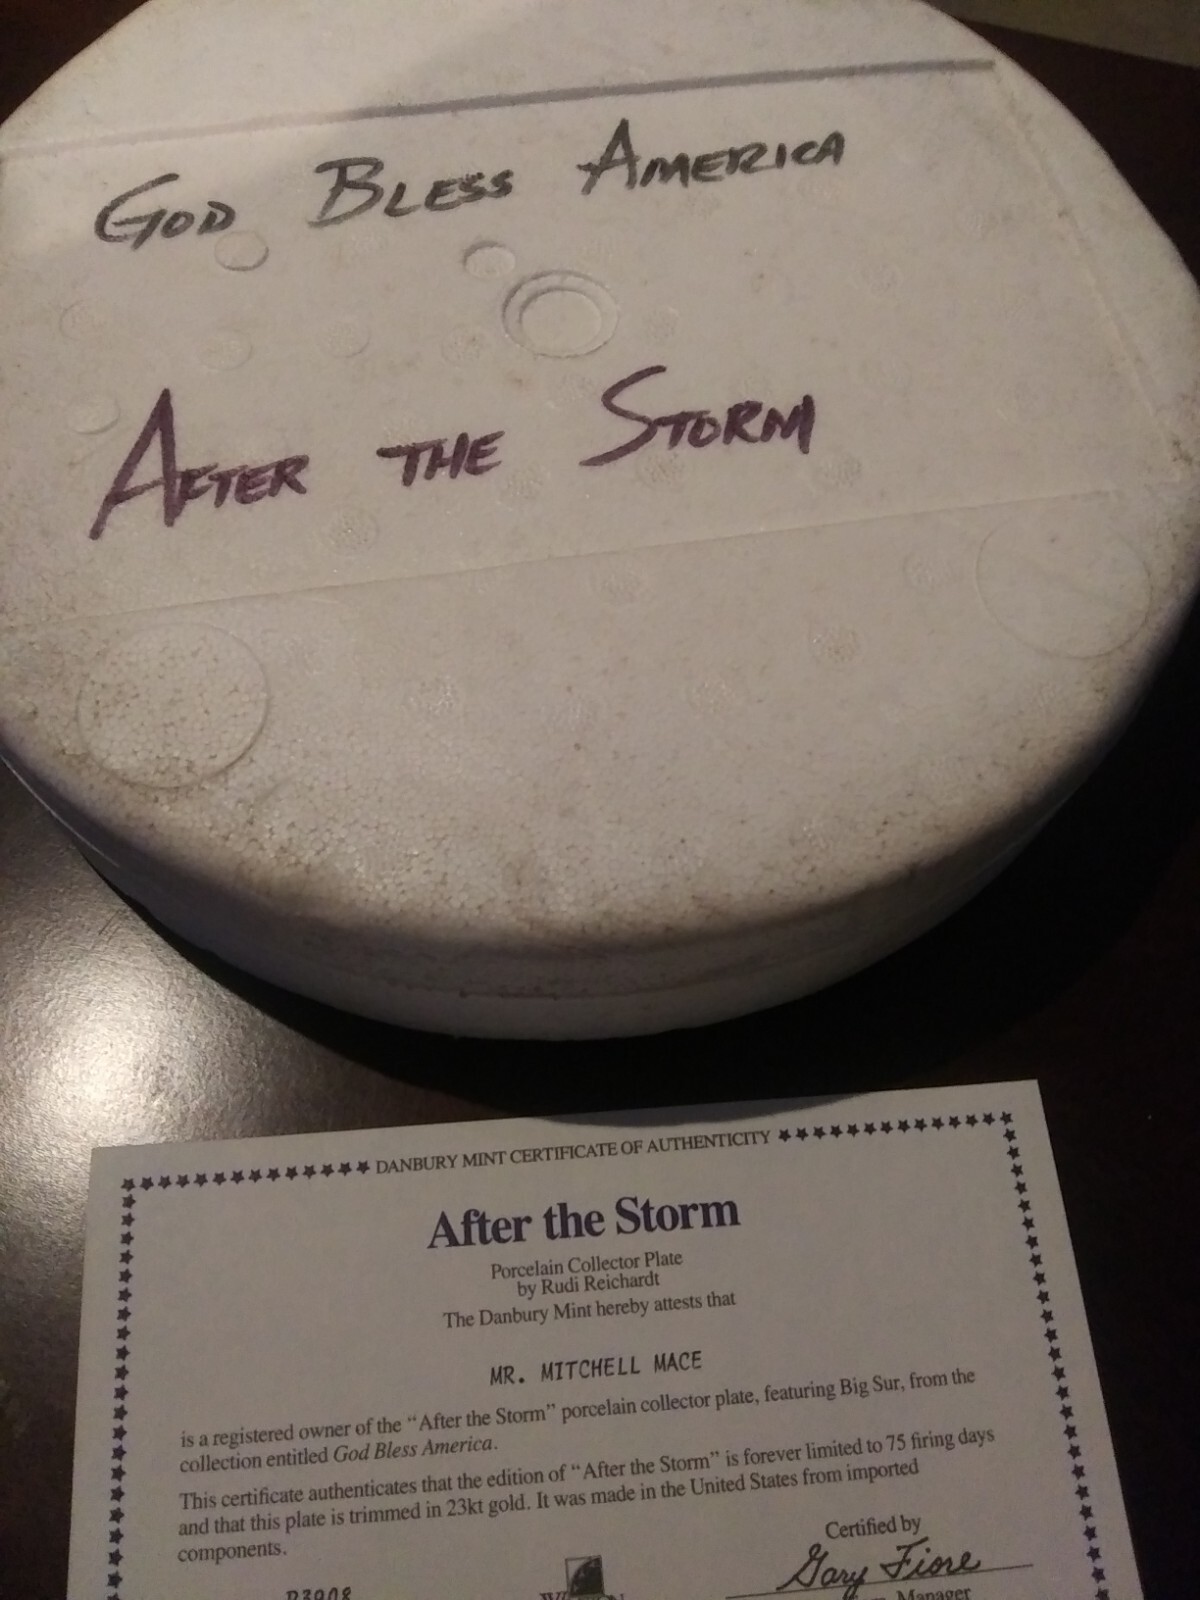 GOD BLESS AMERICA
AFTER THE STORM
DANBURY MINT CERTIFICATE OF AUTHENTICITY
After the Storm
Porcelain Collector Plate
by Rudi Reichardt
The Danbury Mint hereby attests that
MR. MITCHELL MACE
is a registered owner of the “After the Storm” porcelain collector plate, featuring Big Sur, from the
collection entitled God Bless America.
This certificate authenticates that the edition of “After the Storm” is forever limited to 75 firing days
and that this plate is trimmed in 23kt gold. It was made in the United States from imported
components.
Certified by
Gary Fiore
Manager